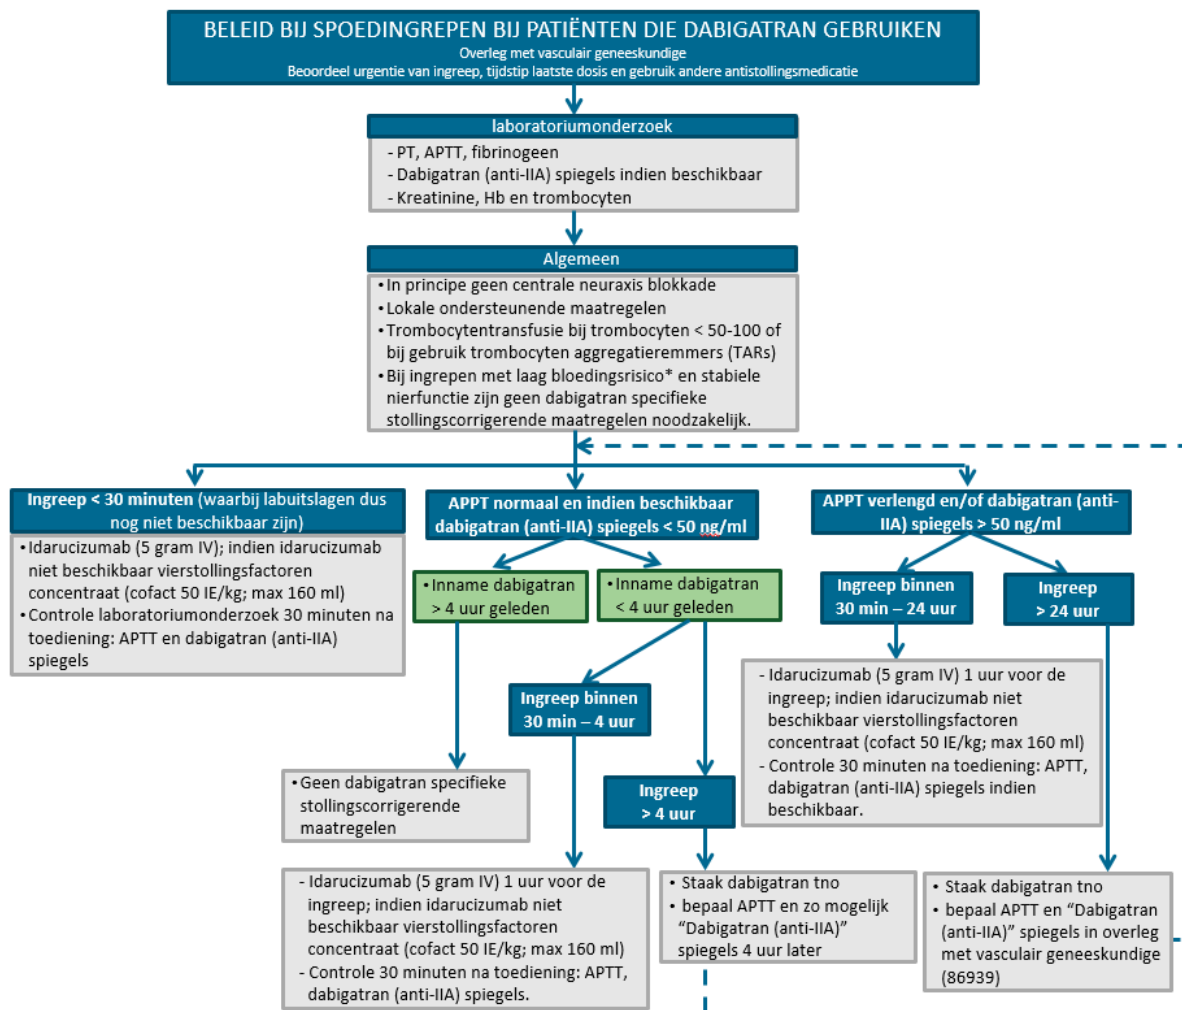 BELEID BIJ SPOEDINGREPEN BIJ PATIËNTEN DIE DABIGATRAN GEBRUIKEN
Overleg met vasculair geneeskundige
Beoordeel urgentie van ingreep, tijdstip laatste dosis en gebruik andere antistollingsmedicatie
laboratoriumonderzoek
- PT, APTT, fibrinogeen
- Dabigatran (anti-IIA) spiegels indien beschikbaar
- Kreatinine, Hb en trombocyten
Algemeen
• In principe geen centrale neuraxis blokkade
• Lokale ondersteunende maatregelen
• Trombocytentransfusie bij trombocyten < 50-100 of
bij gebruik trombocyten aggregatieremmers (TARs)
• Bij ingrepen met laag bloedingsrisico* en stabiele
nierfunctie zijn geen dabigatran specifieke
stollingscorrigerende maatregelen noodzakelijk.
Ingreep < 30 minuten (waarbij labuitslagen dus
nog niet beschikbaar zijn)
• Idarucizumab (5 gram IV); indien idarucizumab
niet beschikbaar vierstollingsfactoren
concentraat (cofact 50 IE/kg; max 160 ml)
• Controle laboratoriumonderzoek 30 minuten na
toediening: APTT en dabigatran (anti-IIA)
spiegels
APPT normaal en indien beschikbaar
dabigatran (anti-IIA) spiegels < 50 ng/ml
• Inname dabigatran
> 4 uur geleden
• Inname dabigatran
< 4 uur geleden
Ingreep binnen
30 min – 4 uur
• Geen dabigatran specifieke
stollingscorrigerende
maatregelen
Ingreep
> 4 uur
- Idarucizumab (5 gram IV) 1 uur voor de
ingreep; indien idarucizumab niet
beschikbaar vierstollingsfactoren
concentraat (cofact 50 IE/kg; max 160 ml)
- Controle 30 minuten na toediening: APTT,
dabigatran (anti-IIA) spiegels.
• Staak dabigatran tno
• bepaal APTT en zo mogelijk
“Dabigatran (anti-IIA)”
spiegels 4 uur later
APPT verlengd en/of dabigatran (anti-
IIA) spiegels > 50 ng/ml
Ingreep binnen
30 min – 24 uur
Ingreep
> 24 uur
- Idarucizumab (5 gram IV) 1 uur voor de
ingreep; indien idarucizumab niet
beschikbaar vierstollingsfactoren
concentraat (cofact 50 IE/kg; max 160 ml)
- Controle 30 minuten na toediening: APTT,
dabigatran (anti-IIA) spiegels indien
beschikbaar.
• Staak dabigatran tno
• bepaal APTT en “Dabigatran
(anti-IIA)” spiegels in overleg
met vasculair geneeskundige
(86939)